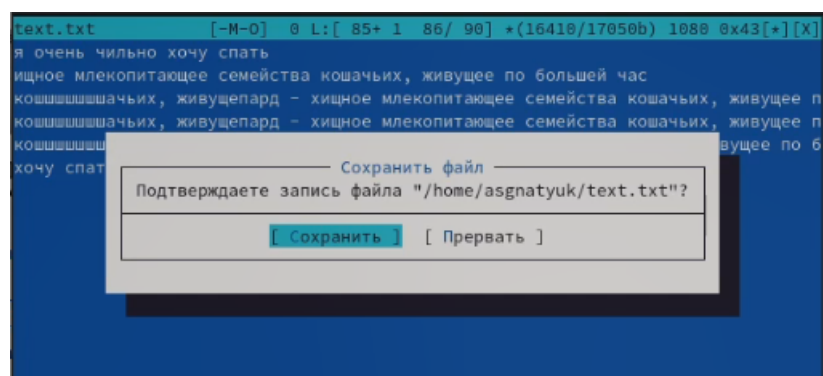 text.txt [-M-O] 0 L:[ 85+ 1 86/ 90] *(16410/17050b) 1080 0x43[*][X]
я очень чильно хочу спать
ищное млекопитающее семейства кошачьих, живущее по большей час
кошшшшшшачьих, живущепард - хищное млекопитающее семейства кошачьих, живущее п
кошшшшшшачьих, живущепард - хищное млекопитающее семейства кошачьих, живущее п
кошшшшшш вущее по б
хочу спат
Сохранить файл
Подтверждаете запись файла "/home/asgnatyuk/text.txt"?
[ Сохранить ] [ Прервать ]